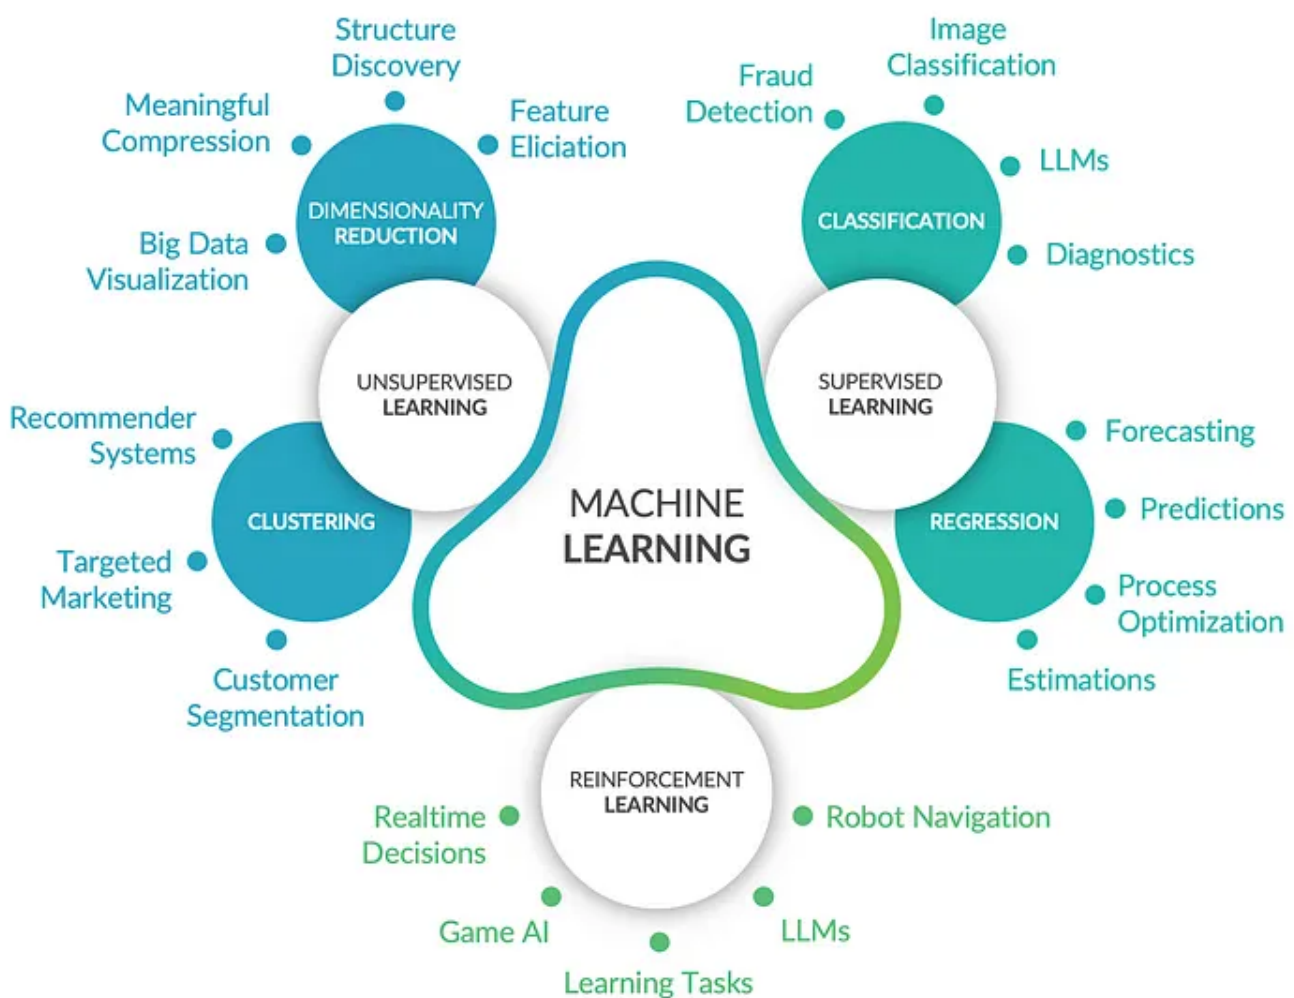 Structure
Discovery
Meaningful
Compression
Feature
Eliciation
Big Data
Visualization
DIMENSIONALITY
REDUCTION
UNSUPERVISED
LEARNING
Recommender
Systems
CLUSTERING
Targeted
Marketing
Customer
Segmentation
MACHINE
LEARNING
Image
Classification
Fraud
Detection
LLMs
Diagnostics
CLASSIFICATION
SUPERVISED
LEARNING
Forecasting
REGRESSION
Predictions
Process
Optimization
Estimations
REINFORCEMENT
LEARNING
Realtime
Decisions
Robot Navigation
Game AI
LLMs
Learning Tasks